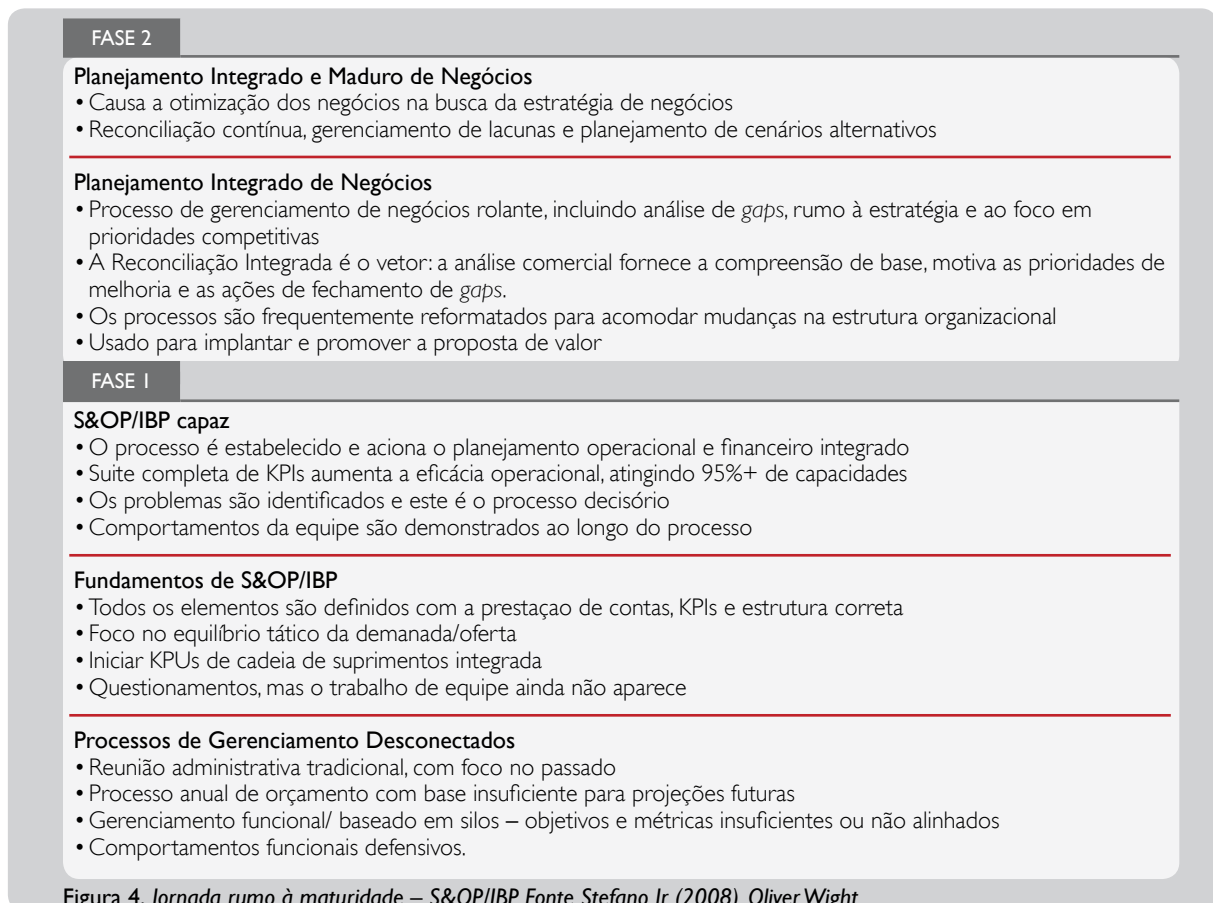 FASE 2
Planejamento Integrado e Maduro de Negócios
• Causa a otimização dos negócios na busca da estratégia de negócios
• Reconciliação contínua, gerenciamento de lacunas e planejamento de cenários alternativos
Planejamento Integrado de Negócios
• Processo de gerenciamento de negócios rolante, incluindo análise de gaps, rumo à estratégia e ao foco em
prioridades competitivas
• A Reconciliação Integrada é o vetor: a análise comercial fornece a compreensão de base, motiva as prioridades de
melhoria e as ações de fechamento de gaps.
• Os processos são frequentemente reformatados para acomodar mudanças na estrutura organizacional
• Usado para implantar e promover a proposta de valor
FASE 1
S&OP/IBP capaz
• O processo é estabelecido e aciona o planejamento operacional e financeiro integrado
• Suite completa de KPIs aumenta a eficácia operacional, atingindo 95%+ de capacidades
• Os problemas são identificados e este é o processo decisório
• Comportamentos da equipe são demonstrados ao longo do processo
Fundamentos de S&OP/IBP
• Todos os elementos são definidos com a prestaçao de contas, KPIs e estrutura correta
• Foco no equilíbrio tático da demanada/oferta
• Iniciar KPUs de cadeia de suprimentos integrada
• Questionamentos, mas o trabalho de equipe ainda não aparece
Processos de Gerenciamento Desconectados
• Reunião administrativa tradicional, com foco no passado
• Processo anual de orçamento com base insuficiente para projeções futuras
• Gerenciamento funcional/ baseado em silos – objetivos e métricas insuficientes ou não alinhados
• Comportamentos funcionais defensivos.
Figura 4. Jornada rumo à maturidade – S&OP/IBP Fonte Stefano Jr (2008) Oliver Wight